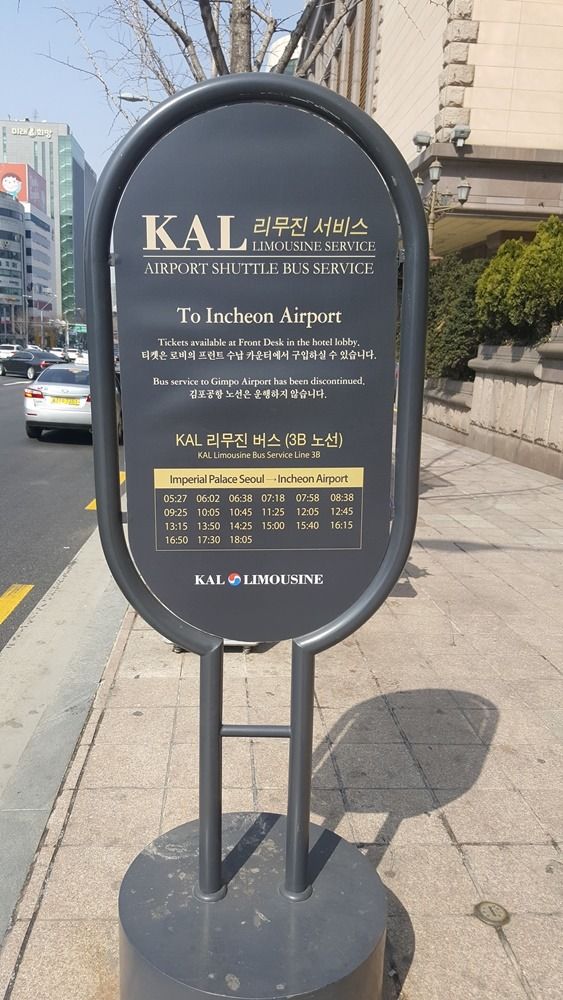 미래희망
KAL 리무진 서비스
LIMOUSINE SERVICE
AIRPORT SHUTTLE BUS SERVICE
To Incheon Airport
Tickets available at Front Desk in the hotel lobby.
티켓은 로비의 프런트 수납 카운터에서 구입하실 수 있습니다.
Bus service to Gimpo Airport has been discontinued.
김포공항 노선은 운행하지 않습니다.
KAL 리무진 버스 (3B 노선)
KAL Limousine Bus Service Line 3B
Imperial Palace Seoul → Incheon Airport
05:27 06:02 06:38 07:18 07:58 08:38
09:25 10:05 10:45 11:25 12:05 12:45
13:15 13:50 14:25 15:00 15:40 16:15
16:50 17:30 18:05
KAL LIMOUSINE